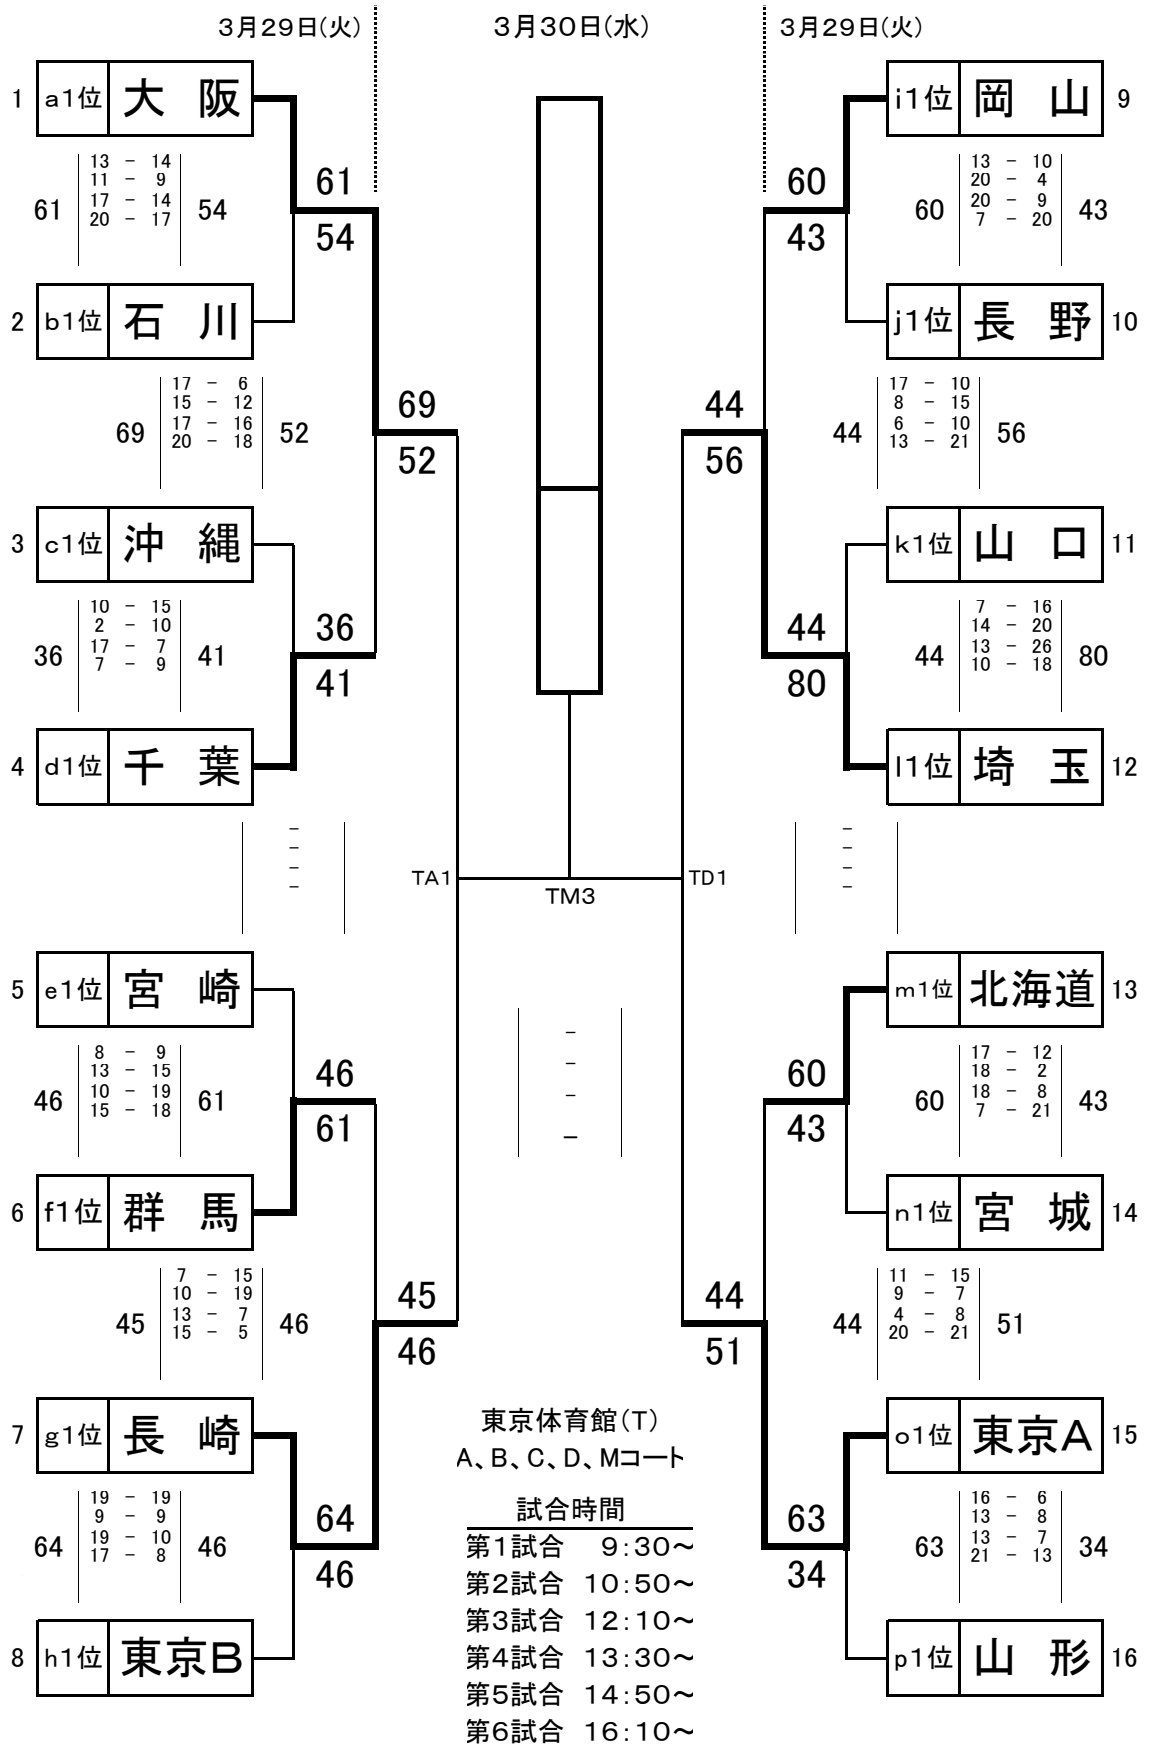 3月29日(火)
3月30日(水)
3月29日(火)
1 a1位 大 阪
61 54
13 - 14
11 - 9
17 - 14
20 - 17
61
54
2 b1位 石 川
69 52
17 - 6
15 - 12
17 - 16
20 - 18
69
52
3 c1位 沖 縄
36 41
10 - 15
2 - 10
17 - 7
7 - 9
36
41
4 d1位 千 葉
-
-
-
-
5 e1位 宮 崎
46 61
8 - 9
13 - 15
10 - 19
15 - 18
46
61
6 f1位 群 馬
45 46
7 - 15
10 - 19
13 - 7
15 - 5
45
46
7 g1位 長 崎
64 46
19 - 19
9 - 9
19 - 10
17 - 8
64
46
8 h1位 東京B
TA1
TM3
TD1
-
-
-
-
i1位 岡 山 9
60 43
13 - 10
20 - 4
20 - 9
7 - 20
60
43
j1位 長 野 10
44 56
17 - 10
8 - 15
6 - 10
13 - 21
44
56
k1位 山 口 11
44 80
7 - 16
14 - 20
13 - 26
10 - 18
44
80
l1位 埼 玉 12
-
-
-
-
m1位 北海道 13
60 43
17 - 12
18 - 2
18 - 8
7 - 21
60
43
n1位 宮 城 14
44 51
11 - 15
9 - 7
4 - 8
20 - 21
44
51
o1位 東京A 15
63 34
16 - 6
13 - 8
13 - 7
21 - 13
63
34
p1位 山 形 16
東京体育館(T)
A、B、C、D、Mコート
試合時間
第1試合 9:30~
第2試合 10:50~
第3試合 12:10~
第4試合 13:30~
第5試合 14:50~
第6試合 16:10~